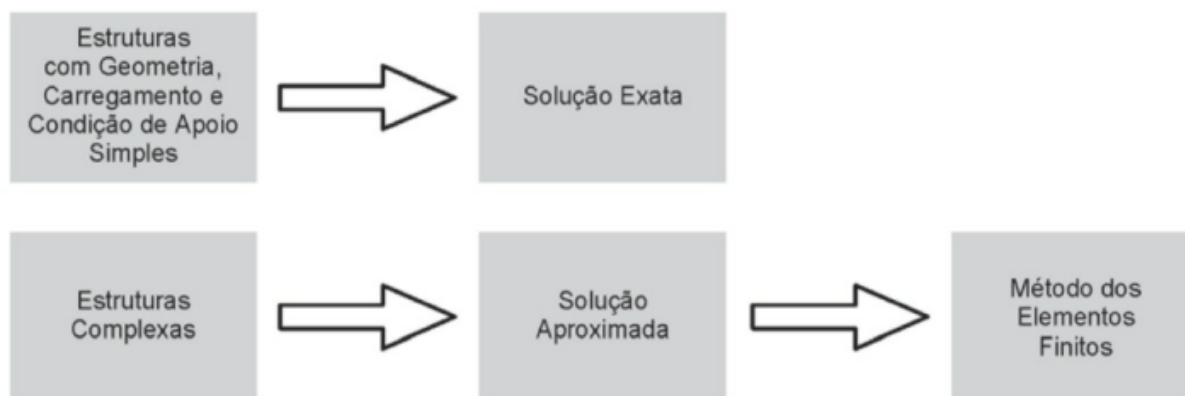 Estruturas
com Geometria,
Carregamento e
Condição de Apoio
Simples
Solução Exata
Estruturas
Complexas
Solução
Aproximada
Método dos
Elementos
Finitos